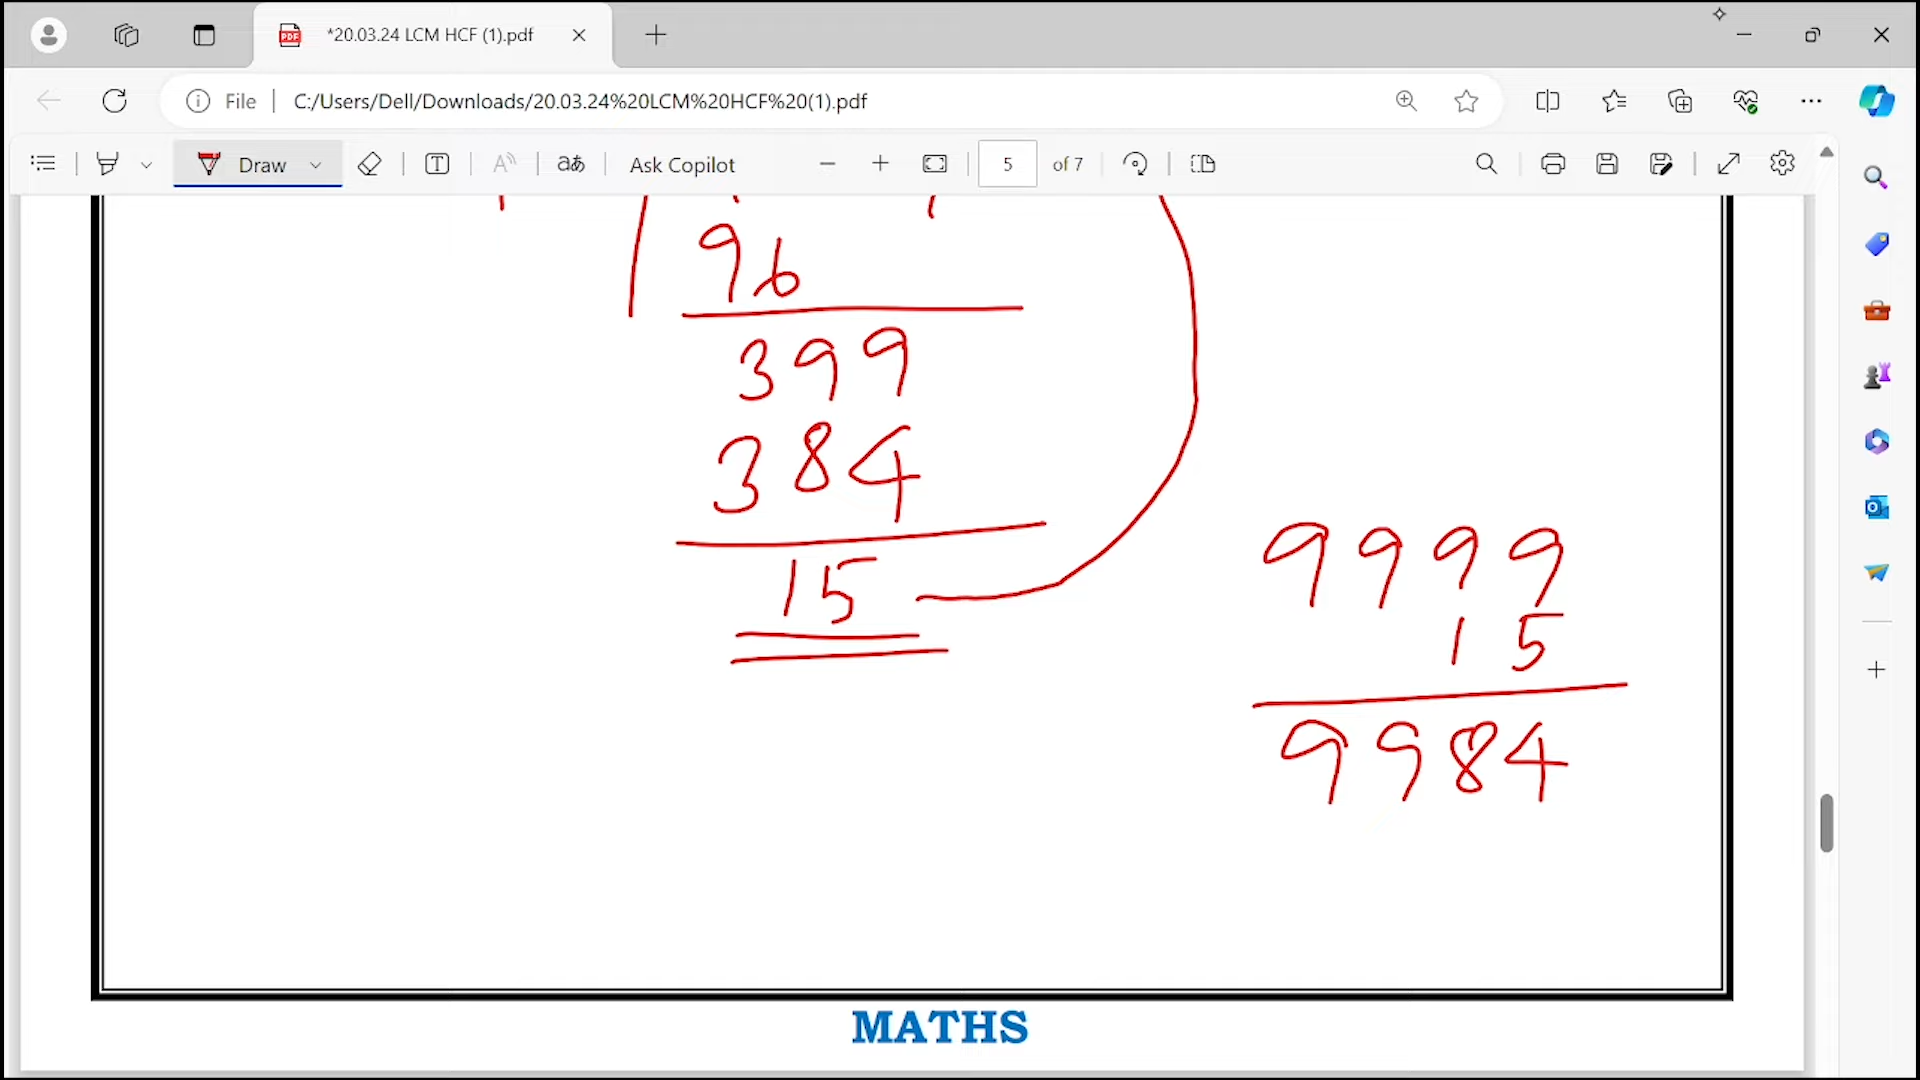 *20.03.24 LCM HCF (1).pdf
File C:/Users/Dell/Downloads/20.03.24%20LCM%20HCF%20(1).pdf
Draw Ask Copilot 5 of 7
96
399
384
15
9999
15
9984
MATHS